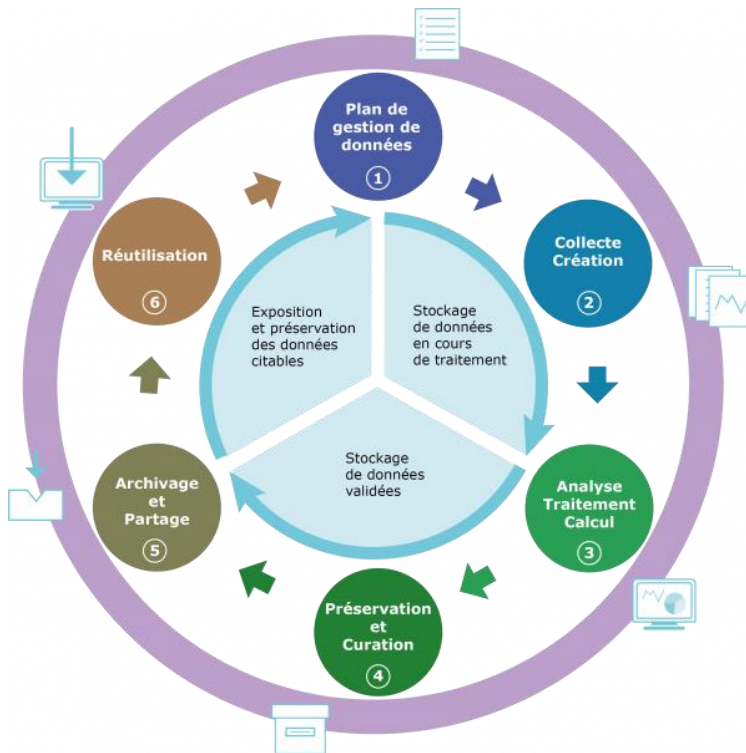 Plan de
gestion de
données
1
Collecte
Création
2
Analyse
Traitement
Calcul
3
Préservation
et
Curation
4
Archivage
et
Partage
5
Réutilisation
6
Exposition
et préservation
des données
citables
Stockage
de données
en cours
de traitement
Stockage
de données
validées